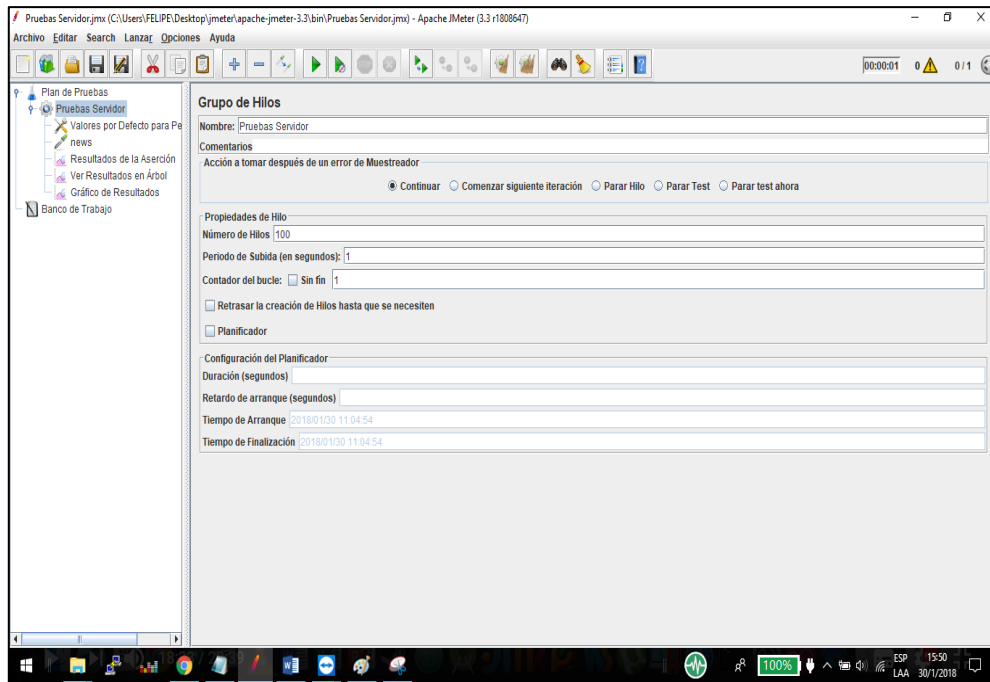 Pruebas Servidor.jmx (C:\Users\FELIPE\Desktop\jmeter\apache-jmeter-3.3\bin\Pruebas Servidor.jmx) - Apache JMeter (3.3 r1808647)
Archivo Editar Search Lanzar Opciones Ayuda
00:00:01 0 0 / 1
Plan de Pruebas
Pruebas Servidor
Valores por Defecto para Pe
news
Resultados de la Aserción
Ver Resultados en Árbol
Gráfico de Resultados
Banco de Trabajo
Grupo de Hilos
Nombre: Pruebas Servidor
Comentarios
Acción a tomar después de un error de Muestreador
Continuar Comenzar siguiente iteración Parar Hilo Parar Test Parar test ahora
Propiedades de Hilo
Número de Hilos 100
Periodo de Subida (en segundos): 1
Contador del bucle: Sin fin 1
Retrasar la creación de Hilos hasta que se necesiten
Planificador
Configuración del Planificador
Duración (segundos)
Retardo de arranque (segundos)
Tiempo de Arranque 2018/01/30 11:04:54
Tiempo de Finalización 2018/01/30 11:04:54
100% ESP 15:50
LAA 30/1/2018